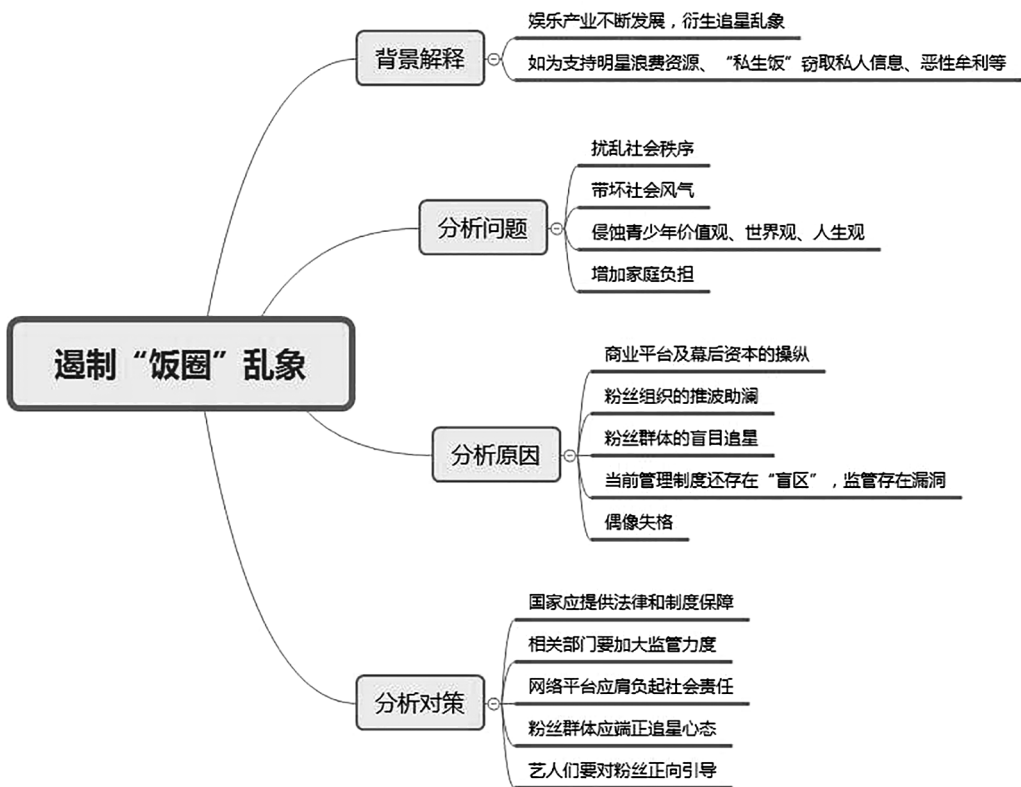 遏制“饭圈”乱象
背景解释
娱乐产业不断发展，衍生追星乱象
如为支持明星浪费资源、“私生饭”窃取私人信息、恶性牟利等
分析问题
扰乱社会秩序
带坏社会风气
侵蚀青少年价值观、世界观、人生观
增加家庭负担
分析原因
商业平台及幕后资本的操纵
粉丝组织的推波助澜
粉丝群体的盲目追星
当前管理制度还存在“盲区”，监管存在漏洞
偶像失格
分析对策
国家应提供法律和制度保障
相关部门要加大监管力度
网络平台应肩负起社会责任
粉丝群体应端正追星心态
艺人们要对粉丝正向引导